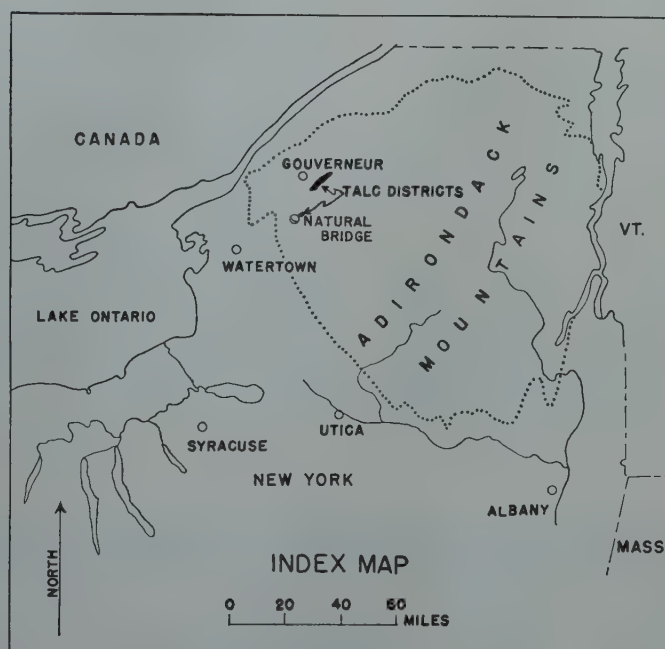 CANADA
GOUVERNEUR
TALC DISTRICTS
NATURAL
BRIDGE
WATERTOWN
VT.
ADIRONDACK
MOUNTAINS
LAKE ONTARIO
UTICA
SYRACUSE
NEW YORK
ALBANY
MASS
NORTH
INDEX MAP
0 20 40 60
MILES